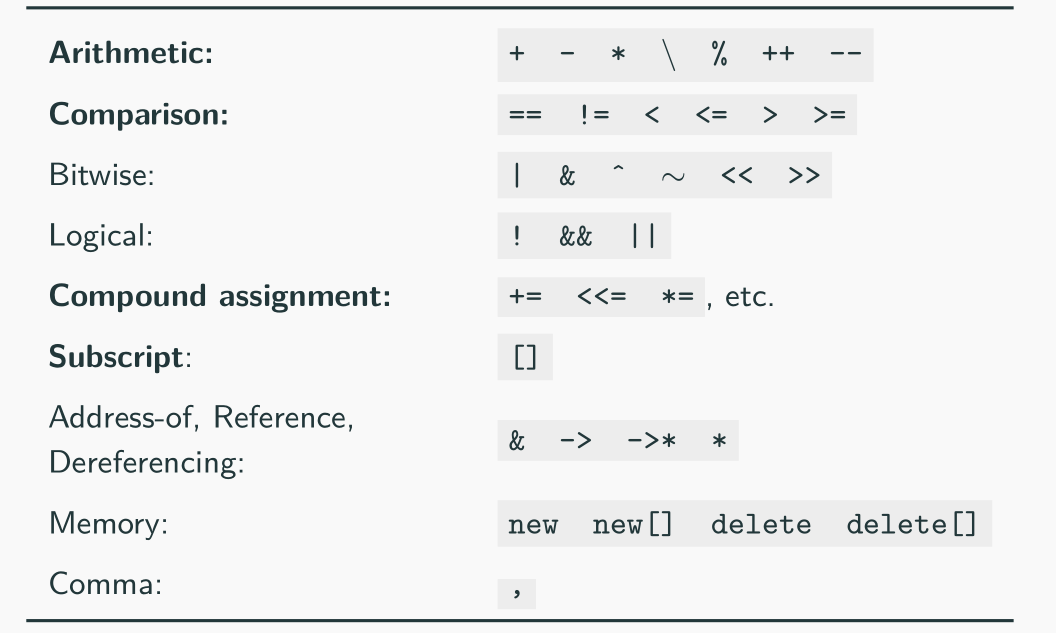 Arithmetic: + - * \ % ++ --
Comparison: == != < <= > >=
Bitwise: | & ^ ~ << >>
Logical: ! && ||
Compound assignment: += <<= *= , etc.
Subscript: []
Address-of, Reference,
Dereferencing: & -> ->* *
Memory: new new[] delete delete[]
Comma: ,